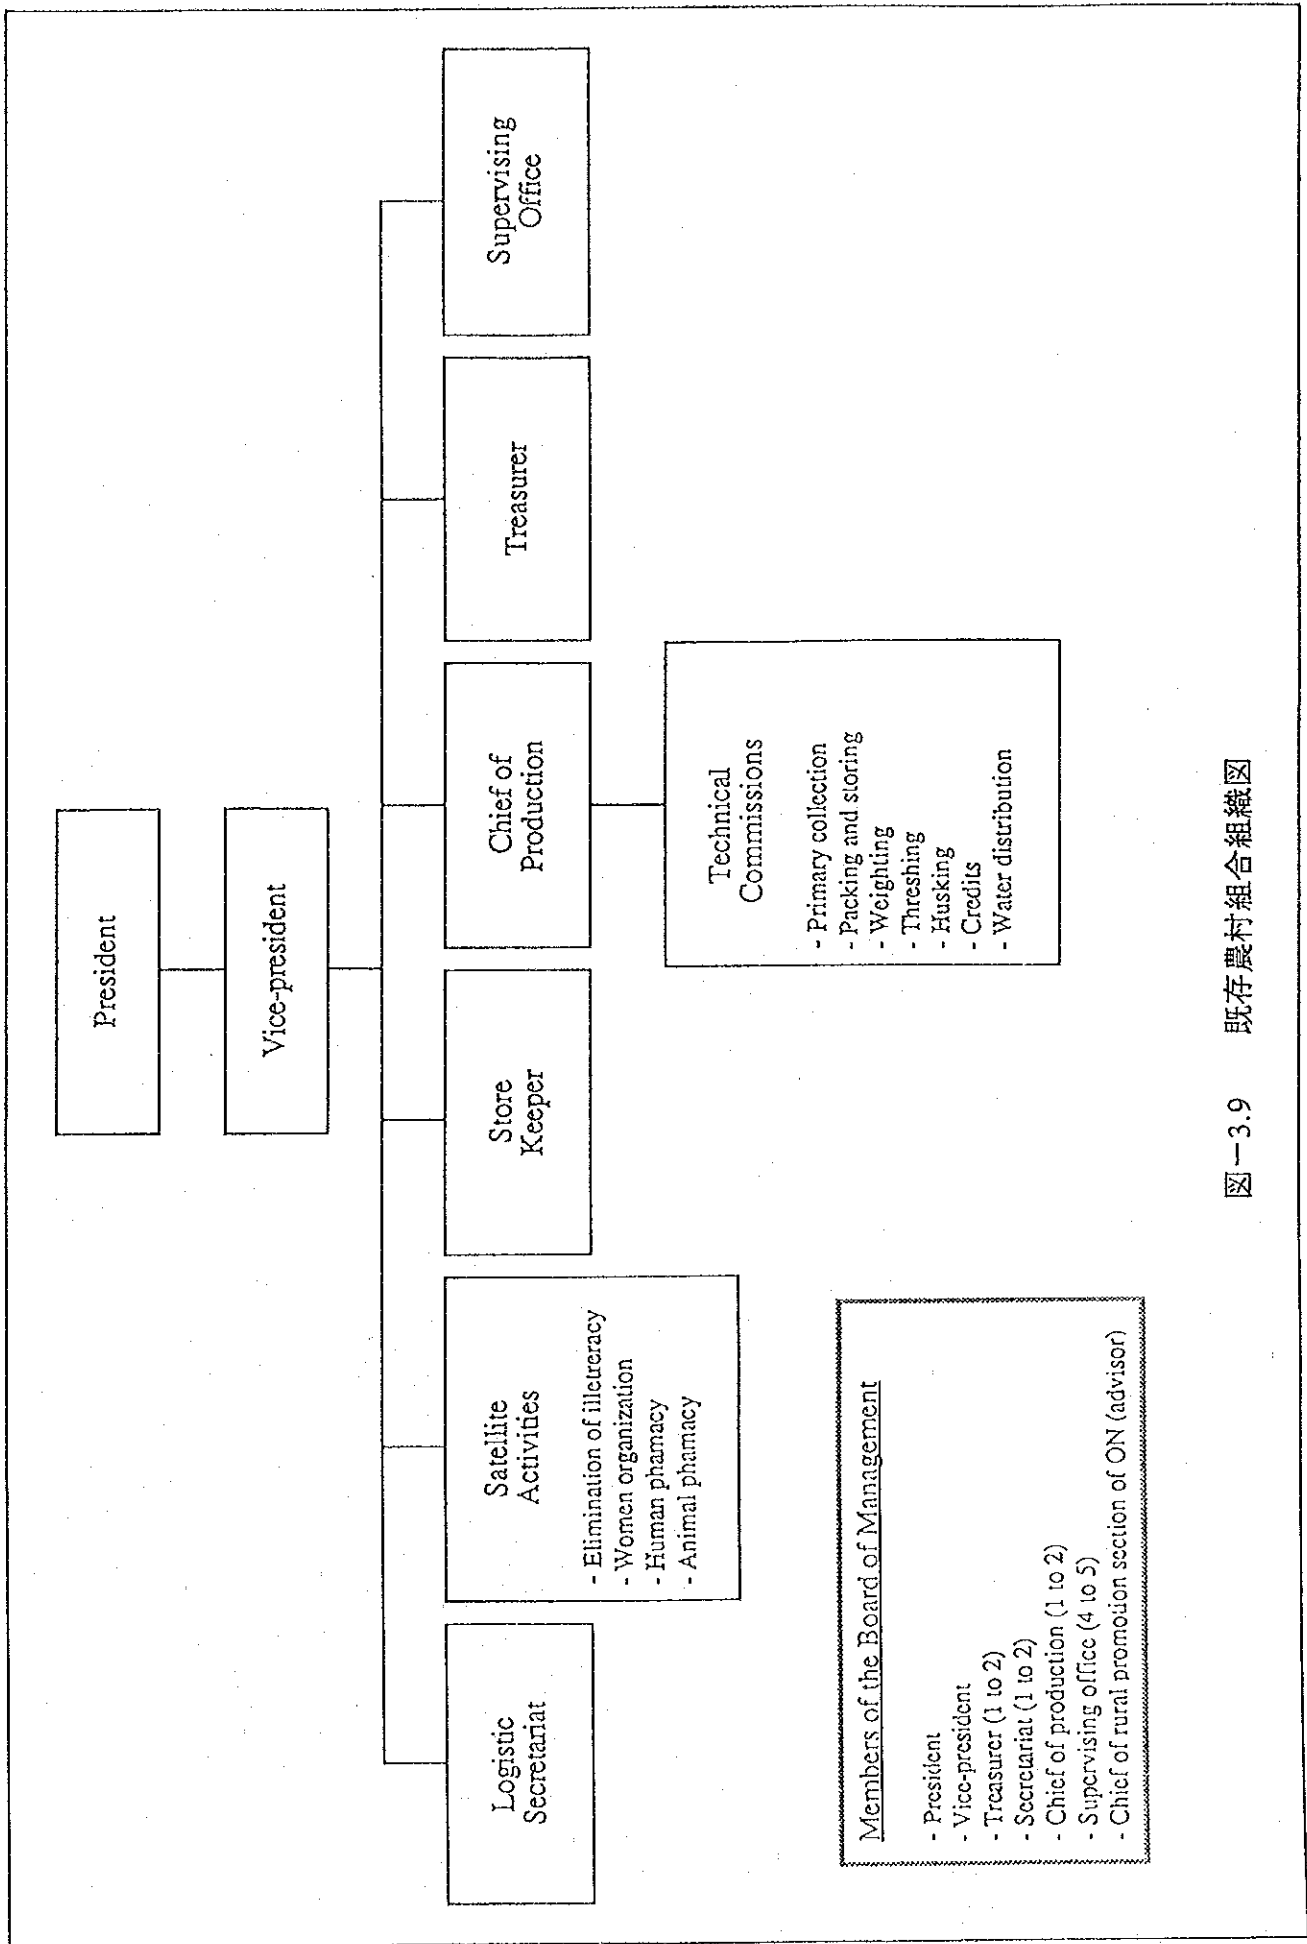 President
Vice-president
Logistic
Secretariat
Satellite
Activities
- Elimination of illetreracy
- Women organization
- Human phamacy
- Animal phamacy
Store
Keeper
Chief of
Production
Treasurer
Supervising
Office
Technical
Commissions
- Primary collection
- Packing and storing
- Weighting
- Threshing
- Husking
- Credits
- Water distribution
Members of the Board of Management
- President
- Vice-president
- Treasurer (1 to 2)
- Secretariat (1 to 2)
- Chief of production (1 to 2)
- Supervising office (4 to 5)
- Chief of rural promotion section of ON (advisor)
図－3.9 既存農村組合組織図